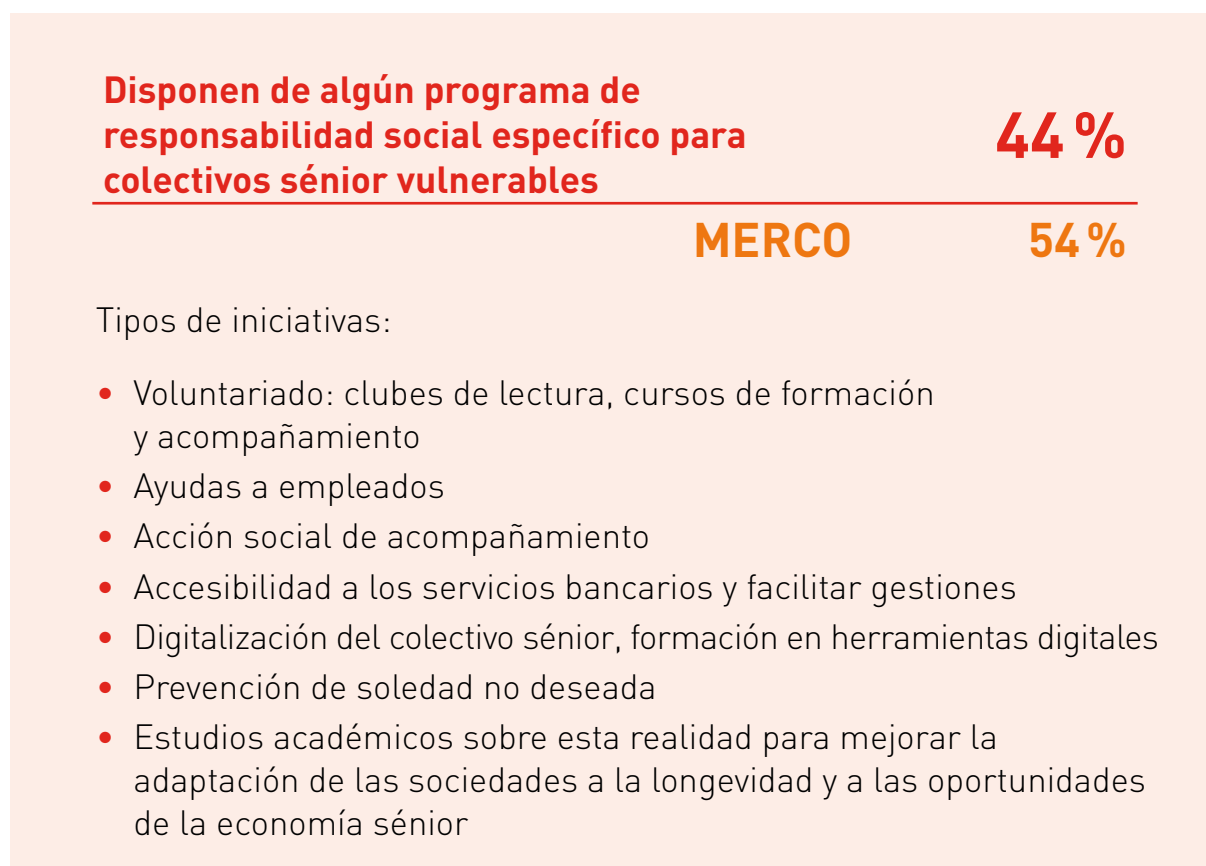 Disponen de algún programa de
responsabilidad social específico para
colectivos sénior vulnerables
44 %
MERCO 54 %
Tipos de iniciativas:
• Voluntariado: clubes de lectura, cursos de formación
y acompañamiento
• Ayudas a empleados
• Acción social de acompañamiento
• Accesibilidad a los servicios bancarios y facilitar gestiones
• Digitalización del colectivo sénior, formación en herramientas digitales
• Prevención de soledad no deseada
• Estudios académicos sobre esta realidad para mejorar la
adaptación de las sociedades a la longevidad y a las oportunidades
de la economía sénior